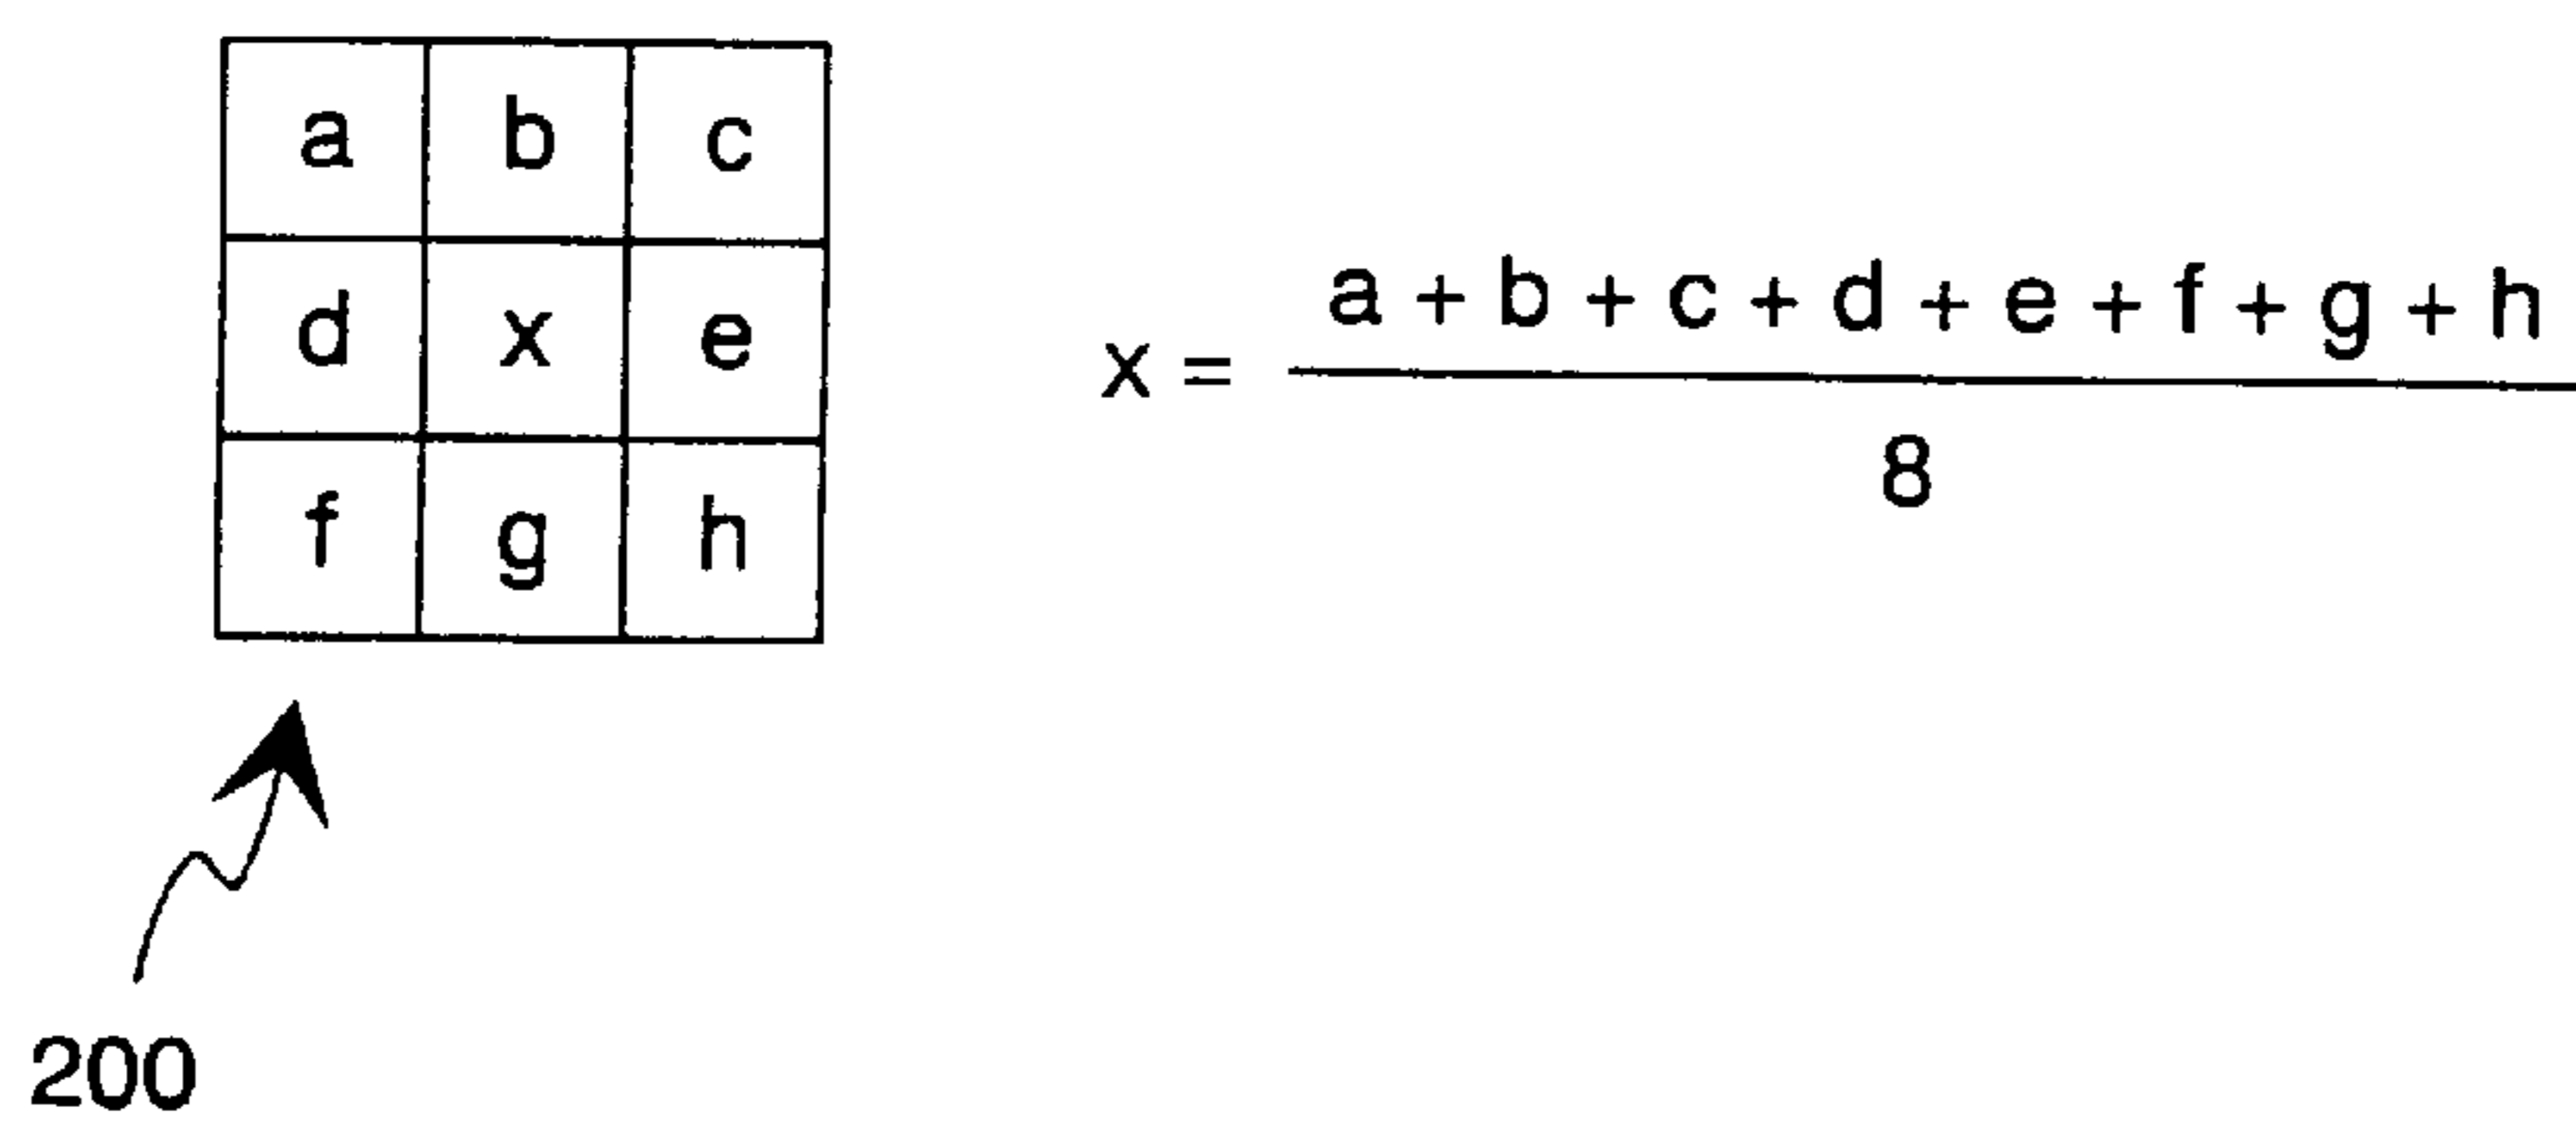 a b c
d x e
f g h
x = a + b + c + d + e + f + g + h
8
200